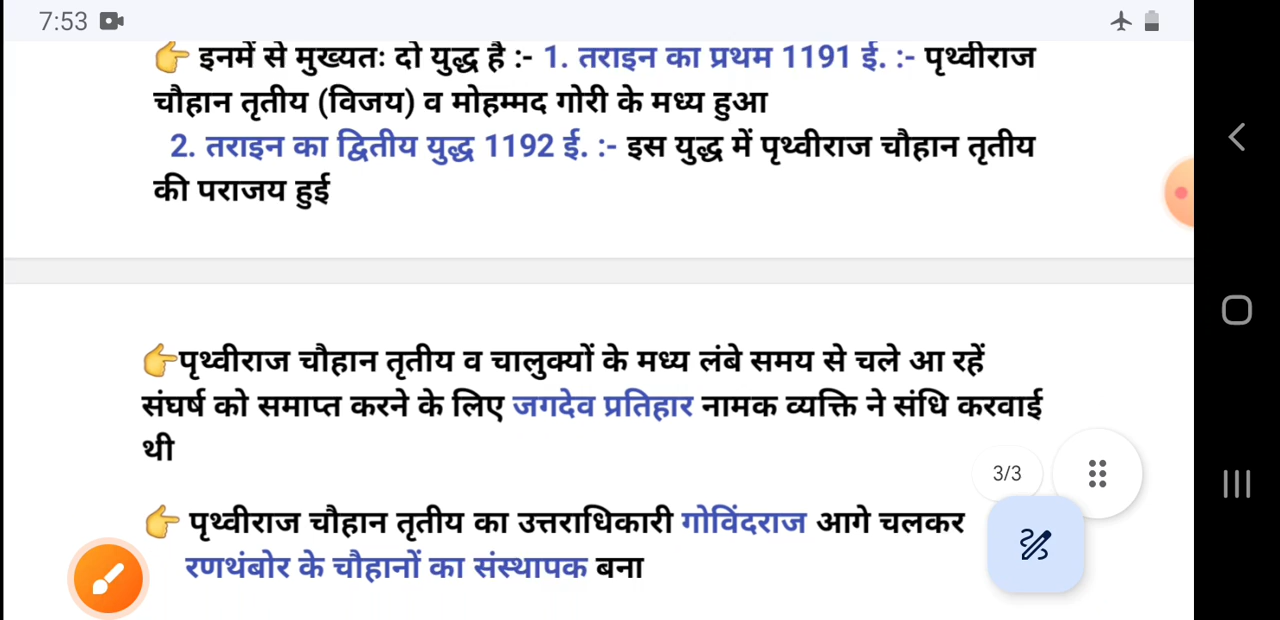 7:53
👉 इनमें से मुख्यतः दो युद्ध है :- 1. तराइन का प्रथम 1191 ई. :- पृथ्वीराज
चौहान तृतीय (विजय) व मोहम्मद गोरी के मध्य हुआ
2. तराइन का द्वितीय युद्ध 1192 ई. :- इस युद्ध में पृथ्वीराज चौहान तृतीय
की पराजय हुई
👉पृथ्वीराज चौहान तृतीय व चालुक्यों के मध्य लंबे समय से चले आ रहें
संघर्ष को समाप्त करने के लिए जगदेव प्रतिहार नामक व्यक्ति ने संधि करवाई
थी
3/3
👉 पृथ्वीराज चौहान तृतीय का उत्तराधिकारी गोविंदराज आगे चलकर
रणथंबोर के चौहानों का संस्थापक बना